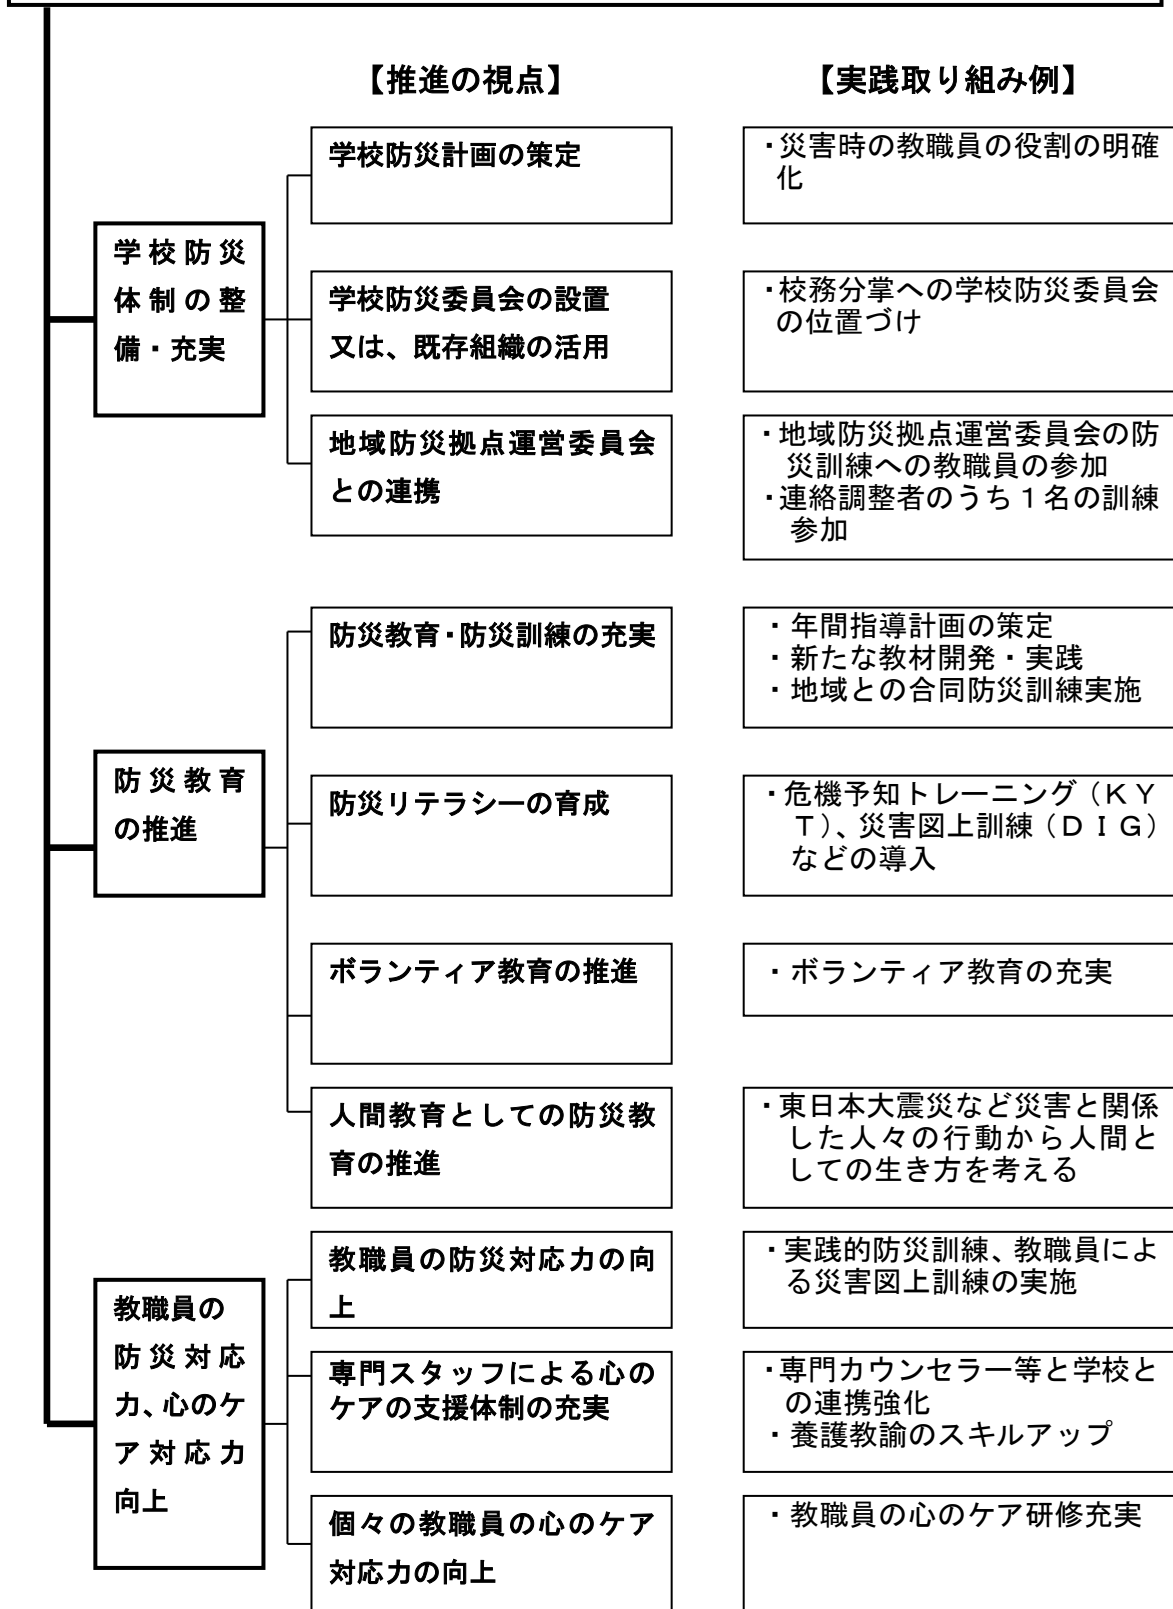 【推進の視点】
【実践取り組み例】
学校防災
体制の整
備・充実
学校防災計画の策定
・災害時の教職員の役割の明確
化
学校防災委員会の設置
又は、既存組織の活用
・校務分掌への学校防災委員会
の位置づけ
地域防災拠点運営委員会
との連携
・地域防災拠点運営委員会の防
災訓練への教職員の参加
・連絡調整者のうち１名の訓練
参加
防災教育
の推進
防災教育・防災訓練の充実
・年間指導計画の策定
・新たな教材開発・実践
・地域との合同防災訓練実施
防災リテラシーの育成
・危機予知トレーニング（ＫＹ
Ｔ）、災害図上訓練（ＤＩＧ）
などの導入
ボランティア教育の推進
・ボランティア教育の充実
人間教育としての防災教
育の推進
・東日本大震災など災害と関係
した人々の行動から人間と
しての生き方を考える
教職員の
防災対応
力、心のケ
ア対応力
向上
教職員の防災対応力の向
上
・実践的防災訓練、教職員によ
る災害図上訓練の実施
専門スタッフによる心の
ケアの支援体制の充実
・専門カウンセラー等と学校と
の連携強化
・養護教諭のスキルアップ
個々の教職員の心のケア
対応力の向上
・教職員の心のケア研修充実